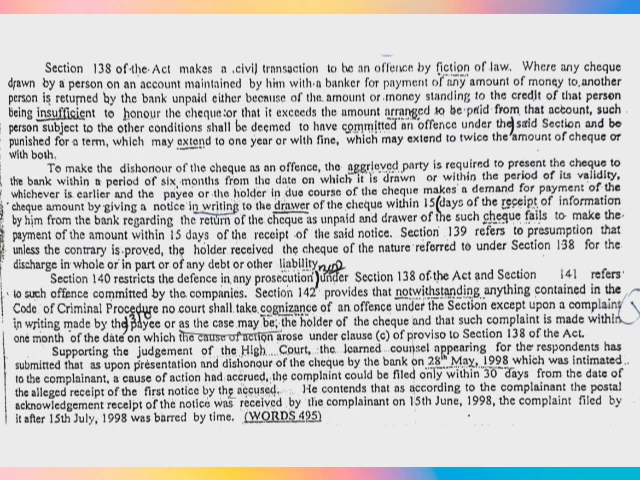 Section 138 of the Act makes a civil transaction to be an offence by fiction of law. Where any cheque
drawn by a person on an account maintained by him with a banker for payment of any amount of money to another
person is returned by the bank unpaid either because of the amount or money standing to the credit of that person
being insufficient to honour the cheque or that it exceeds the amount arranged to be paid from that account, such
person subject to the other conditions shall be deemed to have committed an offence under the said Section and be
punished for a term, which may extend to one year or with fine, which may extend to twice the amount of cheque or
with both.
To make the dishonour of the cheque as an offence, the aggrieved party is required to present the cheque to
the bank within a period of six months from the date on which it is drawn or within the period of its validity,
whichever is earlier and the payee or the holder in due course of the cheque makes a demand for payment of the
cheque amount by giving a notice in writing to the drawer of the cheque within 15 days of the receipt of information
by him from the bank regarding the return of the cheque as unpaid and drawer of the such cheque fails to make the
payment of the amount within 15 days of the receipt of the said notice. Section 139 refers to presumption that
unless the contrary is proved, the holder received the cheque of the nature referred to under Section 138 for the
discharge in whole or in part or of any debt or other liability.
Section 140 restricts the defence in any prosecution under Section 138 of the Act and Section 141 refers
to such offence committed by the companies. Section 142 provides that notwithstanding anything contained in the
Code of Criminal Procedure no court shall take cognizance of an offence under the Section except upon a complaint
in writing made by the payee or as the case may be, the holder of the cheque and that such complaint is made within
one month of the date on which the cause of action arose under clause (c) of proviso to Section 138 of the Act.
Supporting the judgement of the High Court, the learned counsel appearing for the respondents has
submitted that as upon presentation and dishonour of the cheque by the bank on 28th May, 1998 which was intimated
to the complainant, a cause of action had accrued, the complaint could be filed only within 30 days from the date of
the alleged receipt of the first notice by the accused. He contends that as according to the complainant the postal
acknowledgement receipt of the notice was received by the complainant on 15th June, 1998, the complaint filed by
it after 15th July, 1998 was barred by time. (WORDS 495)